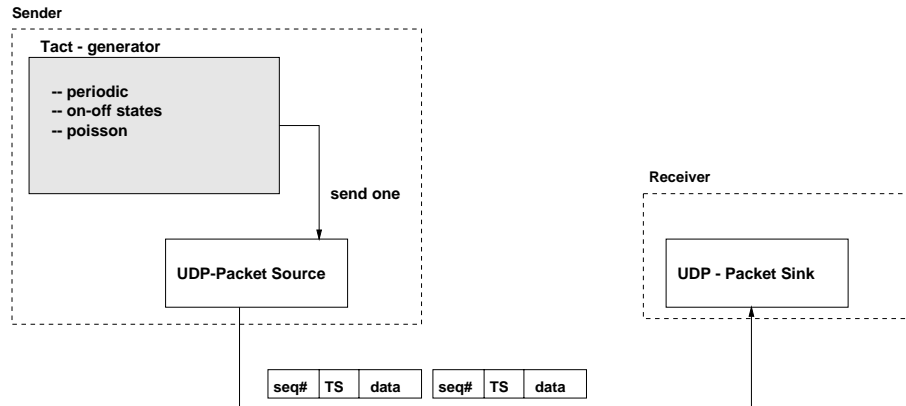 Sender
Tact - generator
-- periodic
-- on-off states
-- poisson
send one
UDP-Packet Source
Receiver
UDP - Packet Sink
seq# TS data seq# TS data